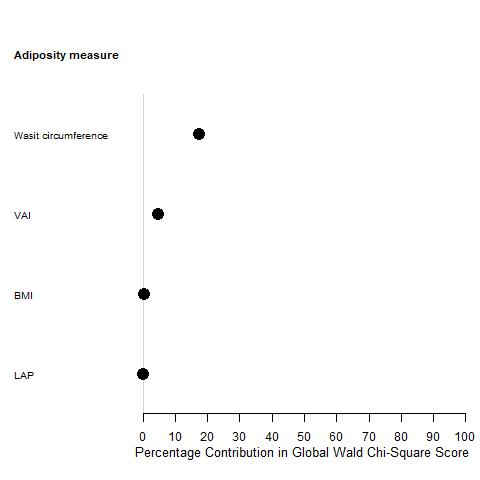 Adiposity measure
Wasit circumference
VAI
BMI
LAP
0 10 20 30 40 50 60 70 80 90 100
Percentage Contribution in Global Wald Chi-Square Score